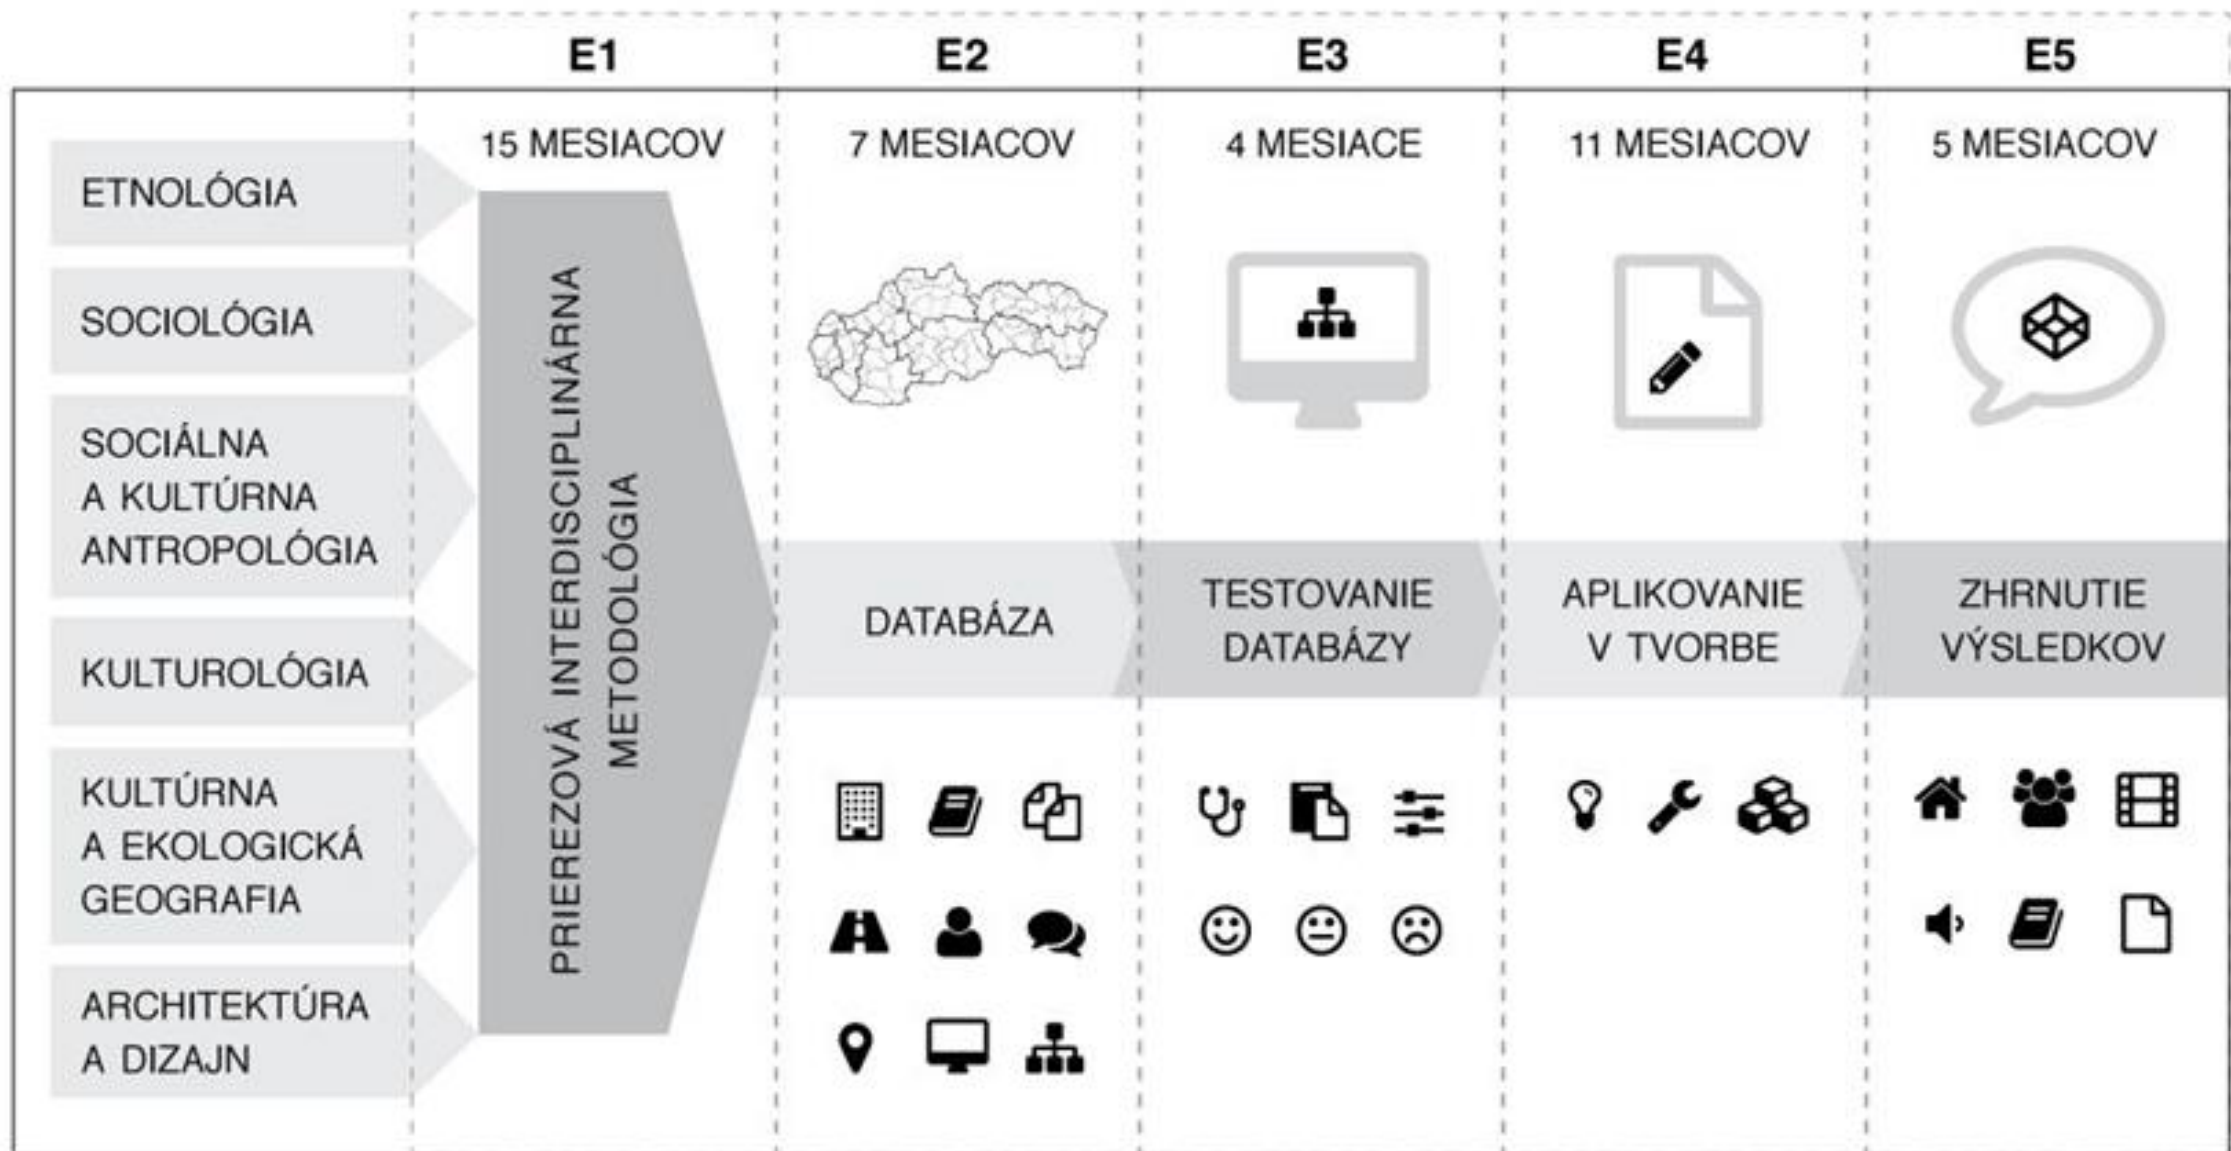 E1
E2
E3
E4
E5
15 MESIACOV
7 MESIACOV
4 MESIACE
11 MESIACOV
5 MESIACOV
ETNOLÓGIA
SOCIOLÓGIA
SOCIÁLNA
A KULTÚRNA
ANTROPOLÓGIA
KULTUROLÓGIA
KULTÚRNA
A EKOLOGICKÁ
GEOGRAFIA
ARCHITEKTÚRA
A DIZAJN
PRIEREZOVÁ INTERDISCIPLINÁRNA
METODOLÓGIA
DATABÁZA
TESTOVANIE
DATABÁZY
APLIKOVANIE
V TVORBE
ZHRNUTIE
VÝSLEDKOV